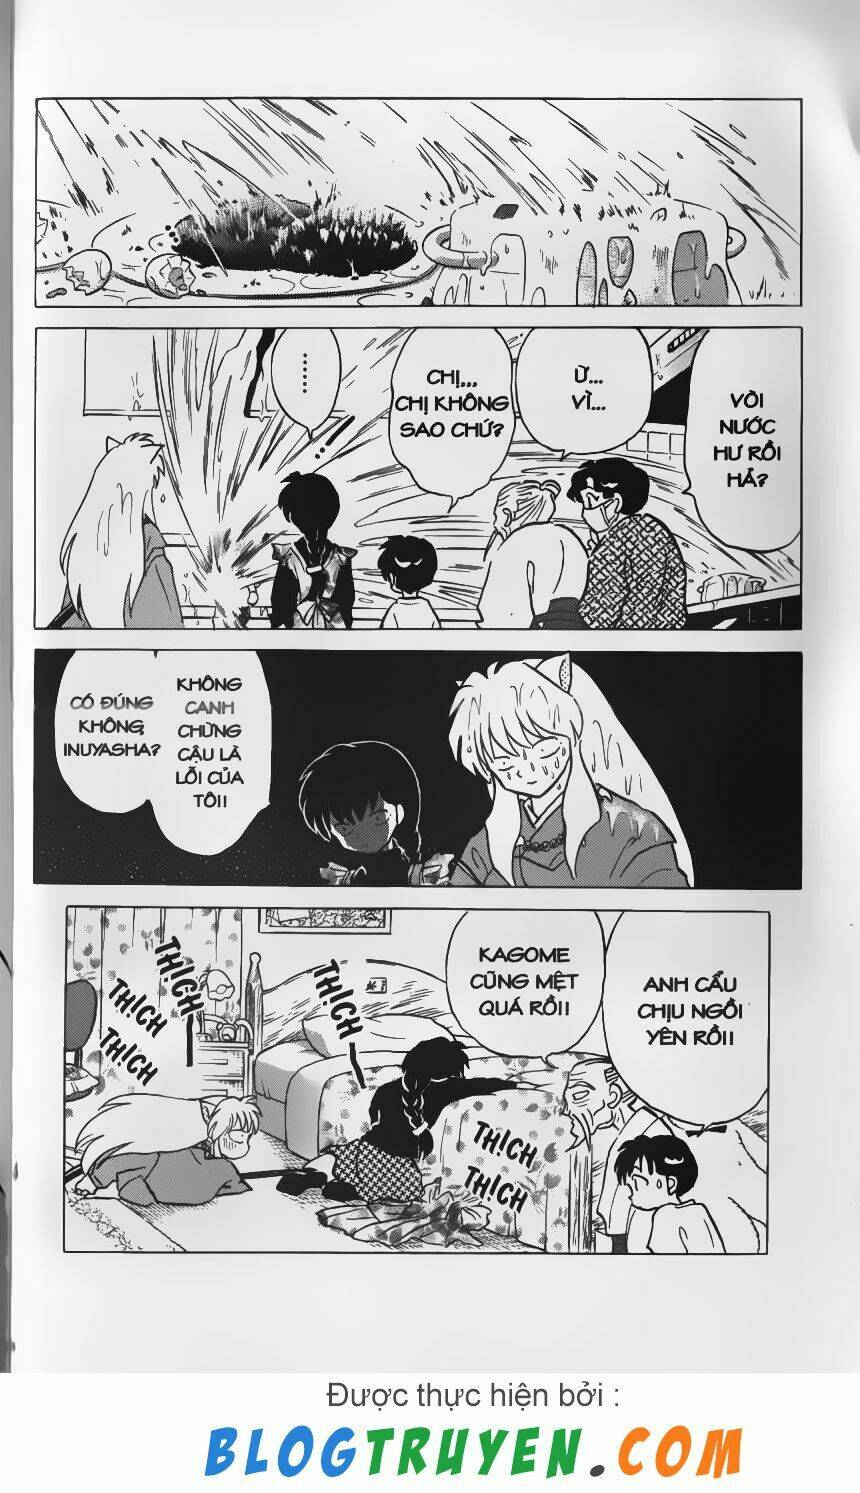 VÒI
NƯỚC
HƯ RỒI
HẢ?
Ừ...
VÌ...
CHỊ...
CHỊ KHÔNG
SAO CHỨ?
......
!!
KHÔNG
CANH
CHỪNG
CẬU LÀ
LỖI CỦA
TÔI!
CÓ ĐÚNG
KHÔNG,
INUYASHA?
ANH CẨU
CHỊU NGỒI
YÊN RỒI!
KAGOME
CŨNG MỆT
QUÁ RỒI!
THỊCH
THỊCH
THỊCH
THỊCH
THỊCH
THỊCH
Được thực hiện bởi :
BLOGTRUYEN.COM